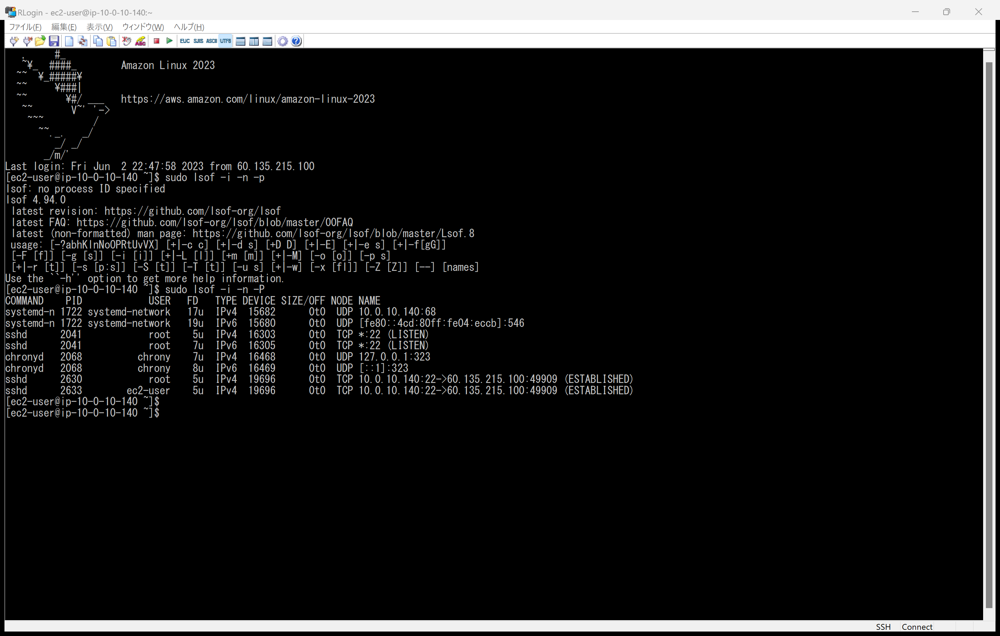 RLogin - ec2-user@ip-10-0-10-140:~
ファイル(F) 編集(E) 表示(V) ウィンドウ(W) ヘルプ(H)
EUC SJIS ASCII UTF8
   ,     #_
   ~¥_  ####_        Amazon Linux 2023
  ~~  ¥_#####¥
  ~~     ¥###|
  ~~       ¥#/ ___   https://aws.amazon.com/linux/amazon-linux-2023
   ~~       V~' '->
    ~~~         /
      ~~._.   _/
         _/ _/
       _/m/'
Last login: Fri Jun  2 22:47:58 2023 from 60.135.215.100
[ec2-user@ip-10-0-10-140 ~]$ sudo lsof -i -n -p
lsof: no process ID specified
lsof 4.94.0
 latest revision: https://github.com/lsof-org/lsof
 latest FAQ: https://github.com/lsof-org/lsof/blob/master/00FAQ
 latest (non-formatted) man page: https://github.com/lsof-org/lsof/blob/master/Lsof.8
 usage: [-?abhKlnNoOPRtUvVX] [+|-c c] [+|-d s] [+D D] [+|-E] [+|-e s] [+|-f[gG]]
 [-F [f]] [-g [s]] [-i [i]] [+|-L [l]] [+m [m]] [+|-M] [-o [o]] [-p s]
 [+|-r [t]] [-s [p:s]] [-S [t]] [-T [t]] [-u s] [+|-w] [-x [fl]] [-Z [Z]] [--] [names]
Use the ``-h'' option to get more help information.
[ec2-user@ip-10-0-10-140 ~]$ sudo lsof -i -n -P
COMMAND    PID            USER   FD   TYPE DEVICE SIZE/OFF NODE NAME
systemd-n 1722 systemd-network   17u  IPv4  15682      0t0  UDP 10.0.10.140:68
systemd-n 1722 systemd-network   19u  IPv6  15680      0t0  UDP [fe80::4cd:80ff:fe04:eccb]:546
sshd      2041            root    5u  IPv4  16303      0t0  TCP *:22 (LISTEN)
sshd      2041            root    7u  IPv6  16305      0t0  TCP *:22 (LISTEN)
chronyd   2068          chrony    7u  IPv4  16468      0t0  UDP 127.0.0.1:323
chronyd   2068          chrony    8u  IPv6  16469      0t0  UDP [::1]:323
sshd      2630            root    5u  IPv4  19696      0t0  TCP 10.0.10.140:22->60.135.215.100:49909 (ESTABLISHED)
sshd      2633        ec2-user    5u  IPv4  19696      0t0  TCP 10.0.10.140:22->60.135.215.100:49909 (ESTABLISHED)
[ec2-user@ip-10-0-10-140 ~]$
[ec2-user@ip-10-0-10-140 ~]$
SSH Connect